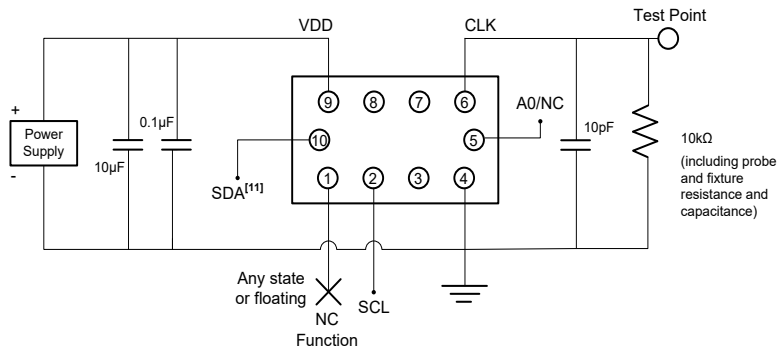 VDD
CLK
Test Point
+
Power
Supply
-
10µF
0.1µF
9
8
7
6
10
5
1
2
3
4
A0/NC
SDA[11]
10pF
10kΩ
(including probe
and fixture
resistance and
capacitance)
Any state
or floating
NC
Function
SCL